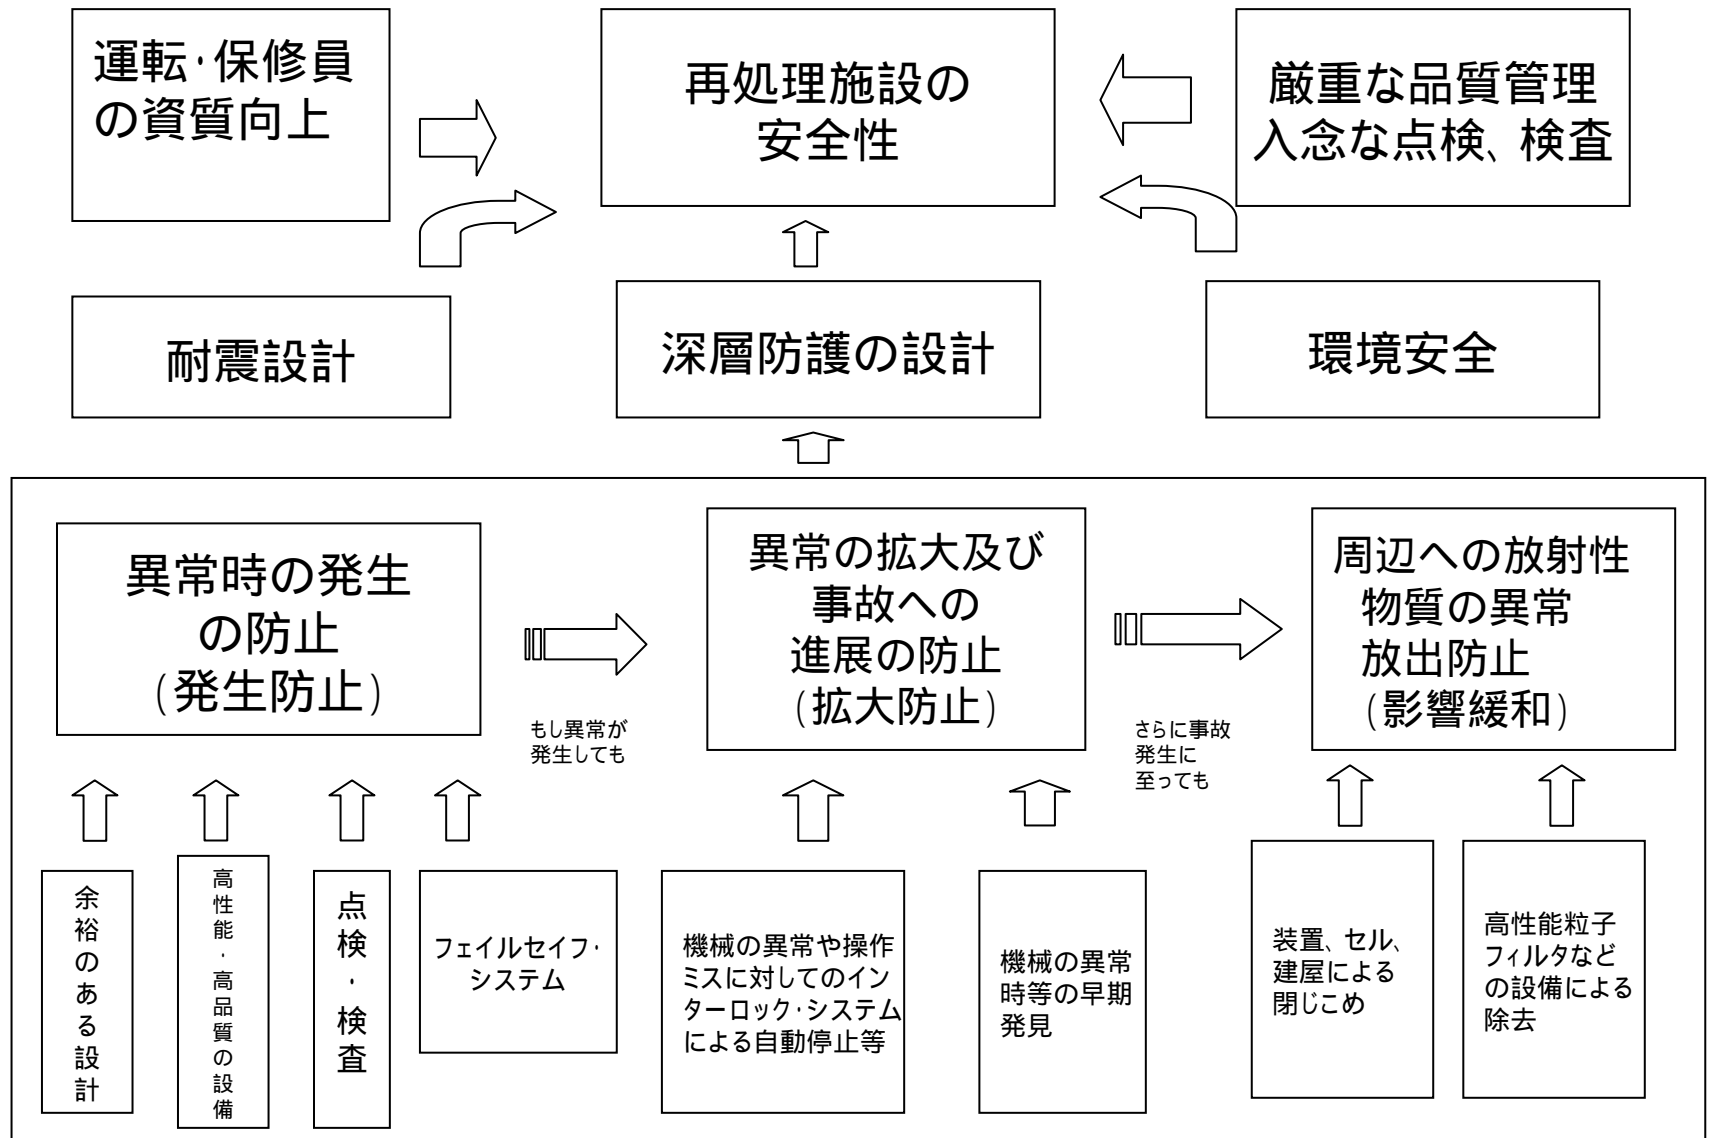 運転・保修員
の資質向上
再処理施設の
安全性
厳重な品質管理
入念な点検、検査
耐震設計
深層防護の設計
環境安全
異常時の発生
の防止
(発生防止)
もし異常が
発生しても
異常の拡大及び
事故への
進展の防止
(拡大防止)
さらに事故
発生に
至っても
周辺への放射性
物質の異常
放出防止
(影響緩和)
余裕のある設計
高性能・高品質の設備
点検・検査
フェイルセイフ・
システム
機械の異常や操作
ミスに対してのイン
ターロック・システム
による自動停止等
機械の異常
時等の早期
発見
装置、セル、
建屋による
閉じこめ
高性能粒子
フィルタなど
の設備による
除去